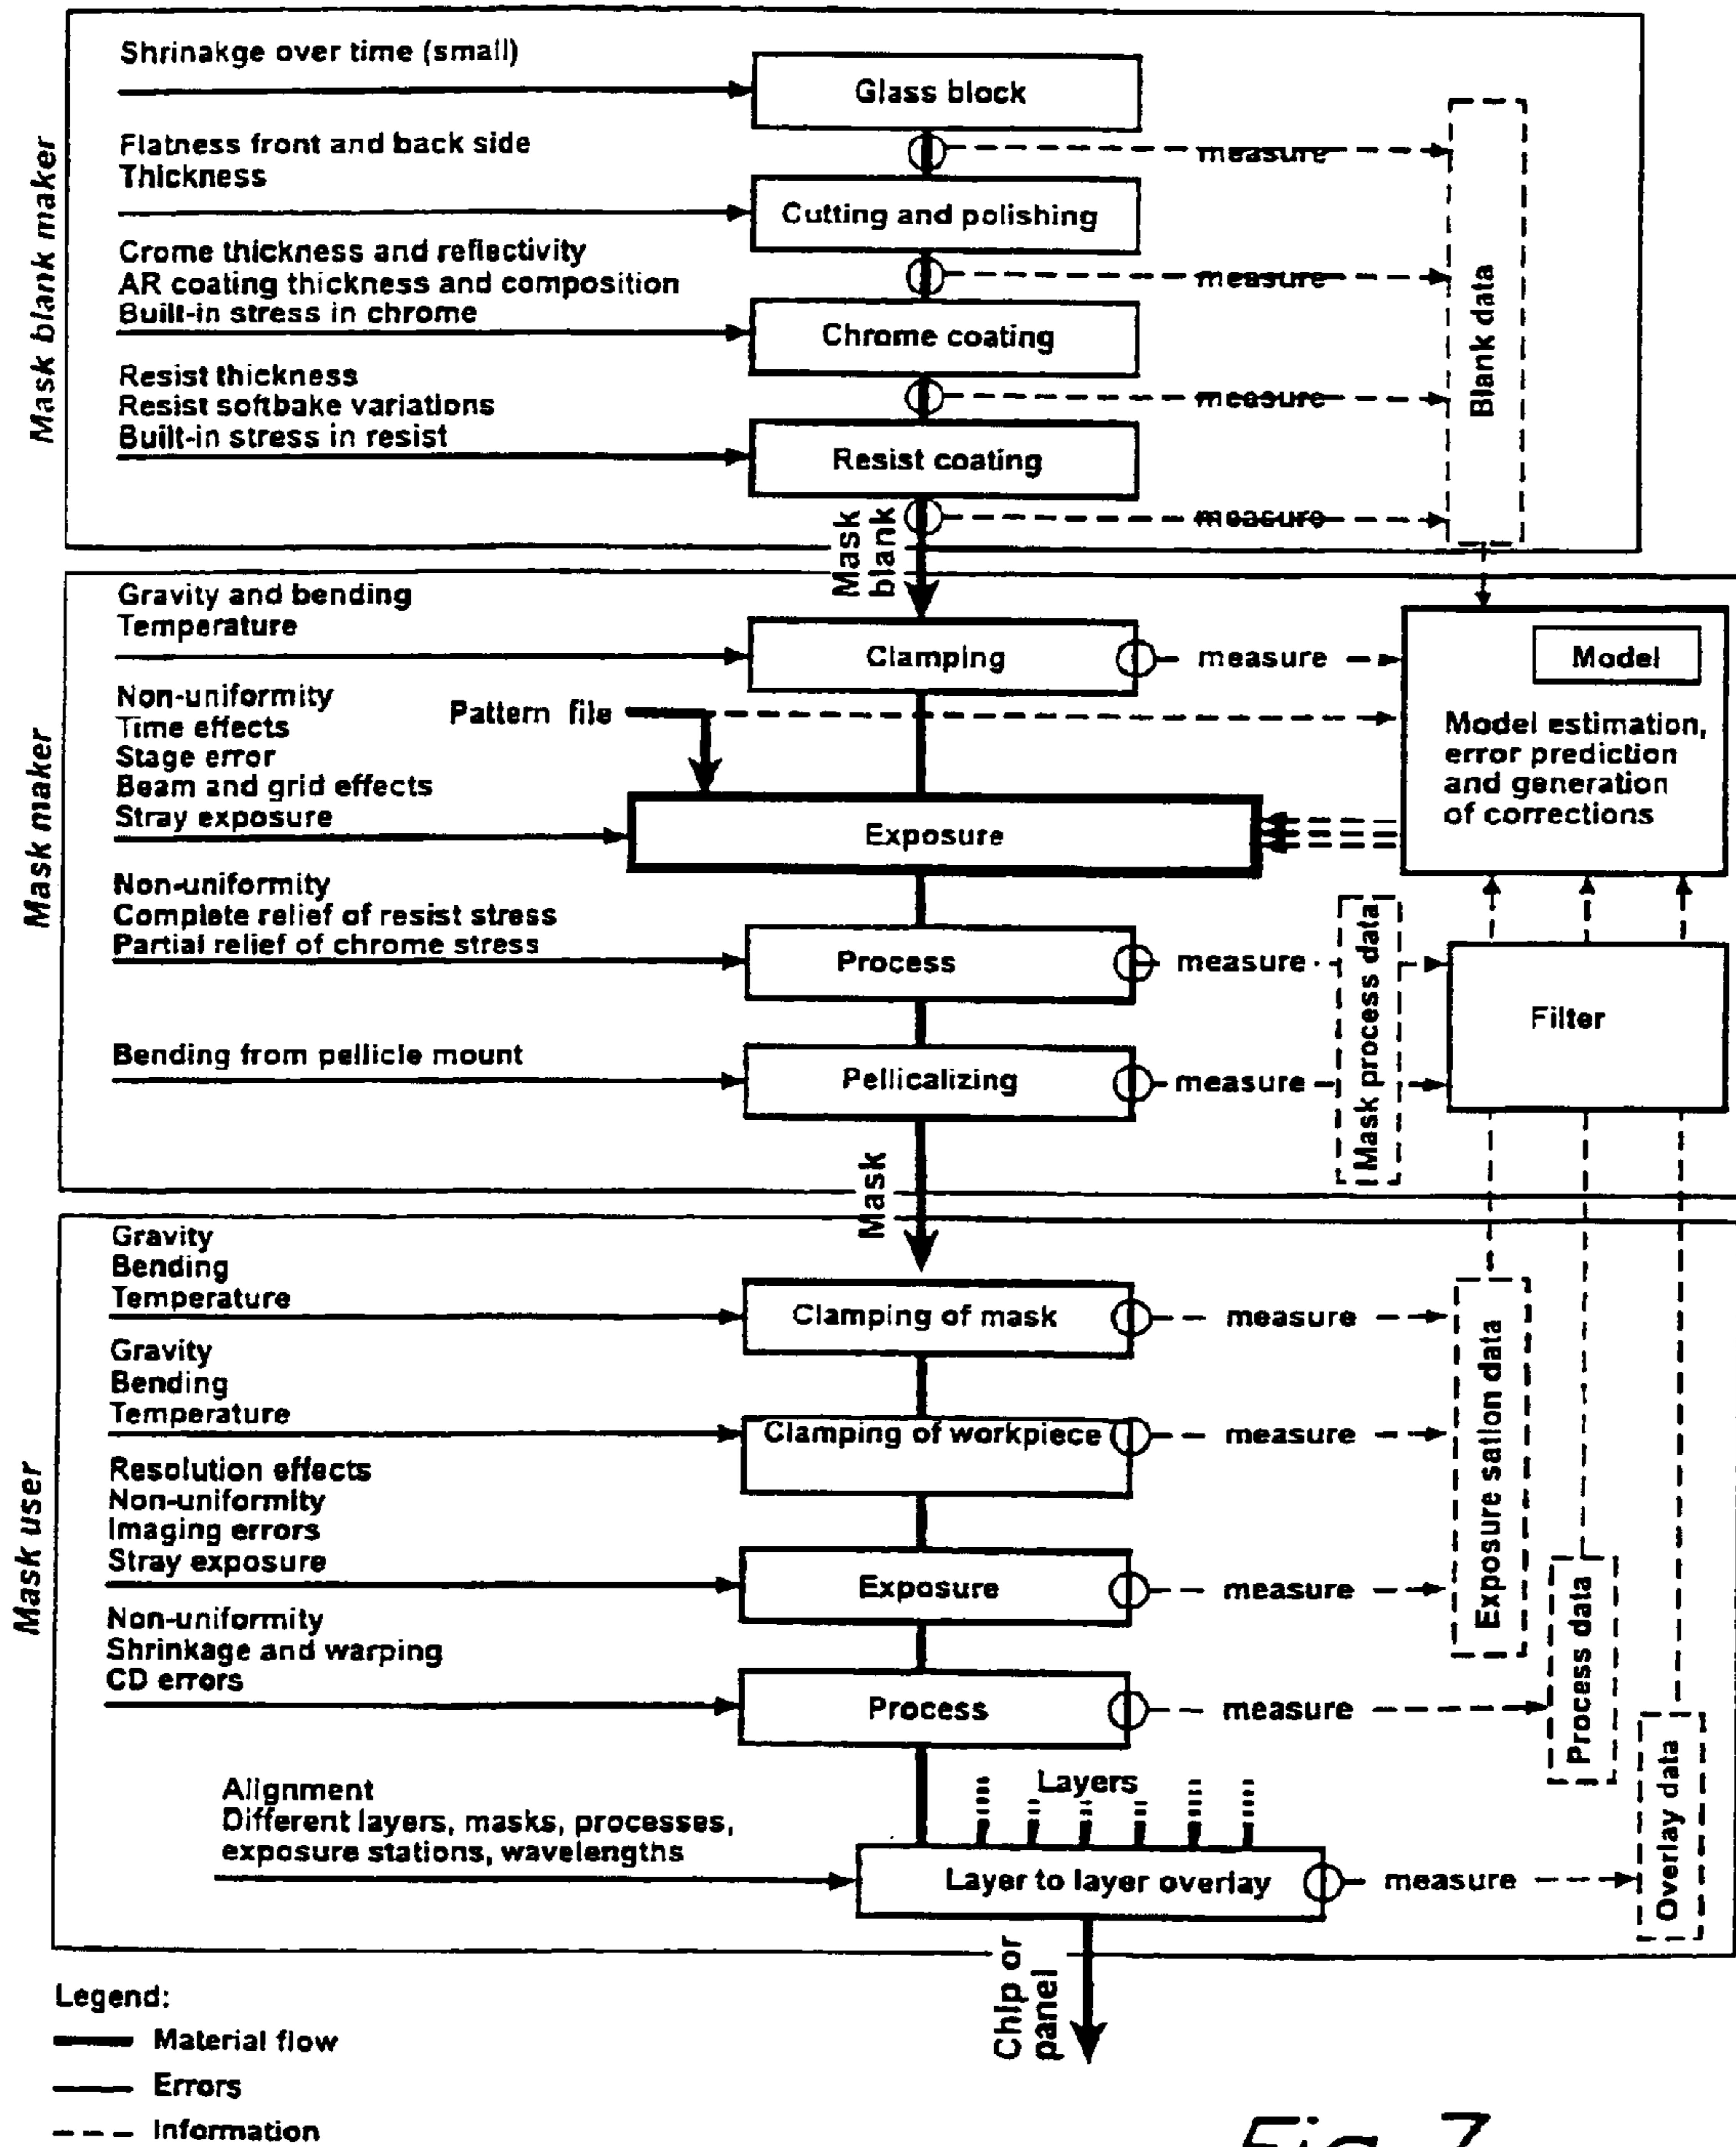 Mask blank maker
Shrinakge over time (small)
Glass block
measure
Flatness front and back side
Thickness
Cutting and polishing
measure
Crome thickness and reflectivity
AR coating thickness and composition
Built-in stress in chrome
Chrome coating
measure
Resist thickness
Resist softbake variations
Built-in stress in resist
Resist coating
measure
Blank data
Mask
blank
Mask maker
Gravity and bending
Temperature
Clamping
measure
Model
Model estimation,
error prediction
and generation
of corrections
Non-uniformity
Time effects
Stage error
Beam and grid effects
Stray exposure
Pattern file
Exposure
Non-uniformity
Complete relief of resist stress
Partial relief of chrome stress
Process
measure
Mask process data
Filter
Bending from pellicle mount
Pellicalizing
measure
Mask
Mask user
Gravity
Bending
Temperature
Clamping of mask
measure
Gravity
Bending
Temperature
Clamping of workpiece
measure
Exposure sation data
Resolution effects
Non-uniformity
Imaging errors
Stray exposure
Exposure
measure
Non-uniformity
Shrinkage and warping
CD errors
Process
measure
Process data
Alignment
Different layers, masks, processes,
exposure stations, wavelengths
Layers
Layer to layer overlay
measure
Overlay data
Chip or
panel
Legend:
Material flow
Errors
Information
Fig 7